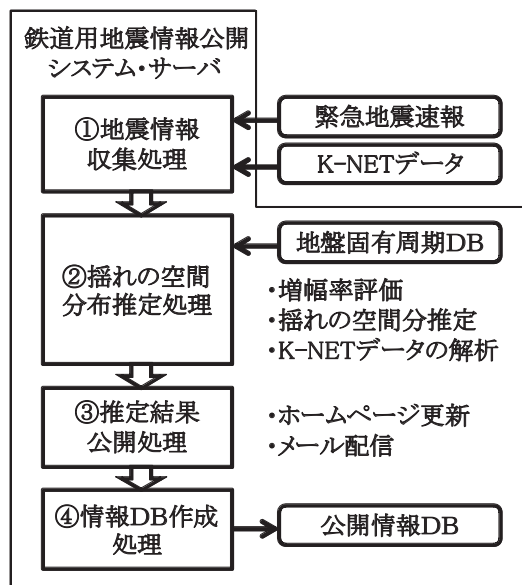 鉄道用地震情報公開
システム・サーバ
①地震情報
収集処理
緊急地震速報
K-NETデータ
②揺れの空間
分布推定処理
地盤固有周期DB
・増幅率評価
・揺れの空間分推定
・K-NETデータの解析
③推定結果
公開処理
・ホームページ更新
・メール配信
④情報DB作成
処理
公開情報DB